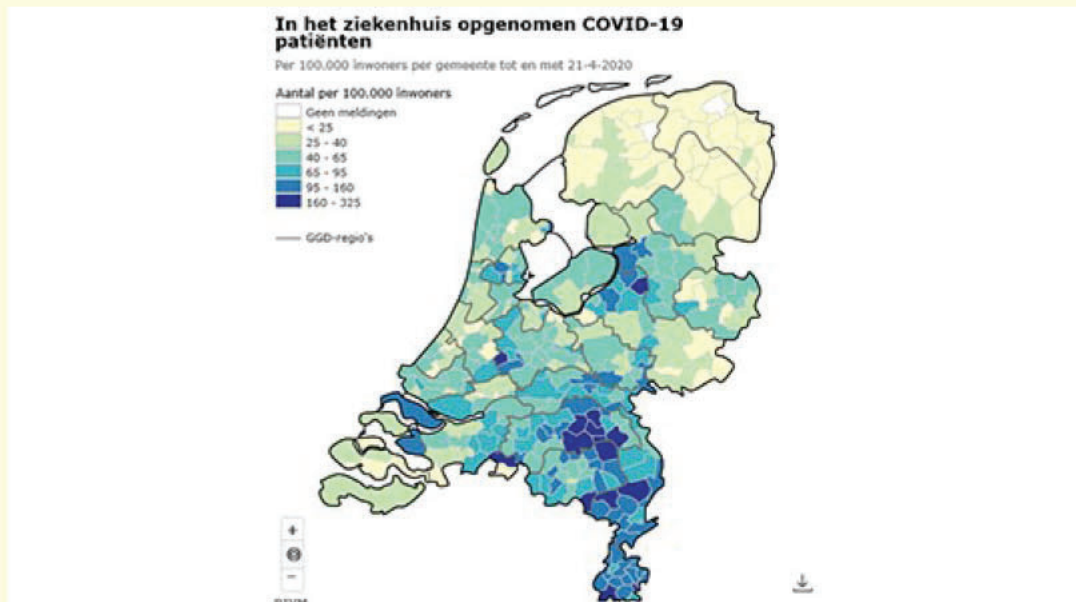 In het ziekenhuis opgenomen COVID-19
patiënten
Per 100.000 inwoners per gemeente tot en met 21-4-2020
Aantal per 100.000 inwoners
Geen meldingen
< 25
25 - 40
40 - 65
65 - 95
95 - 160
160 - 325
GGD-regio's
+
−